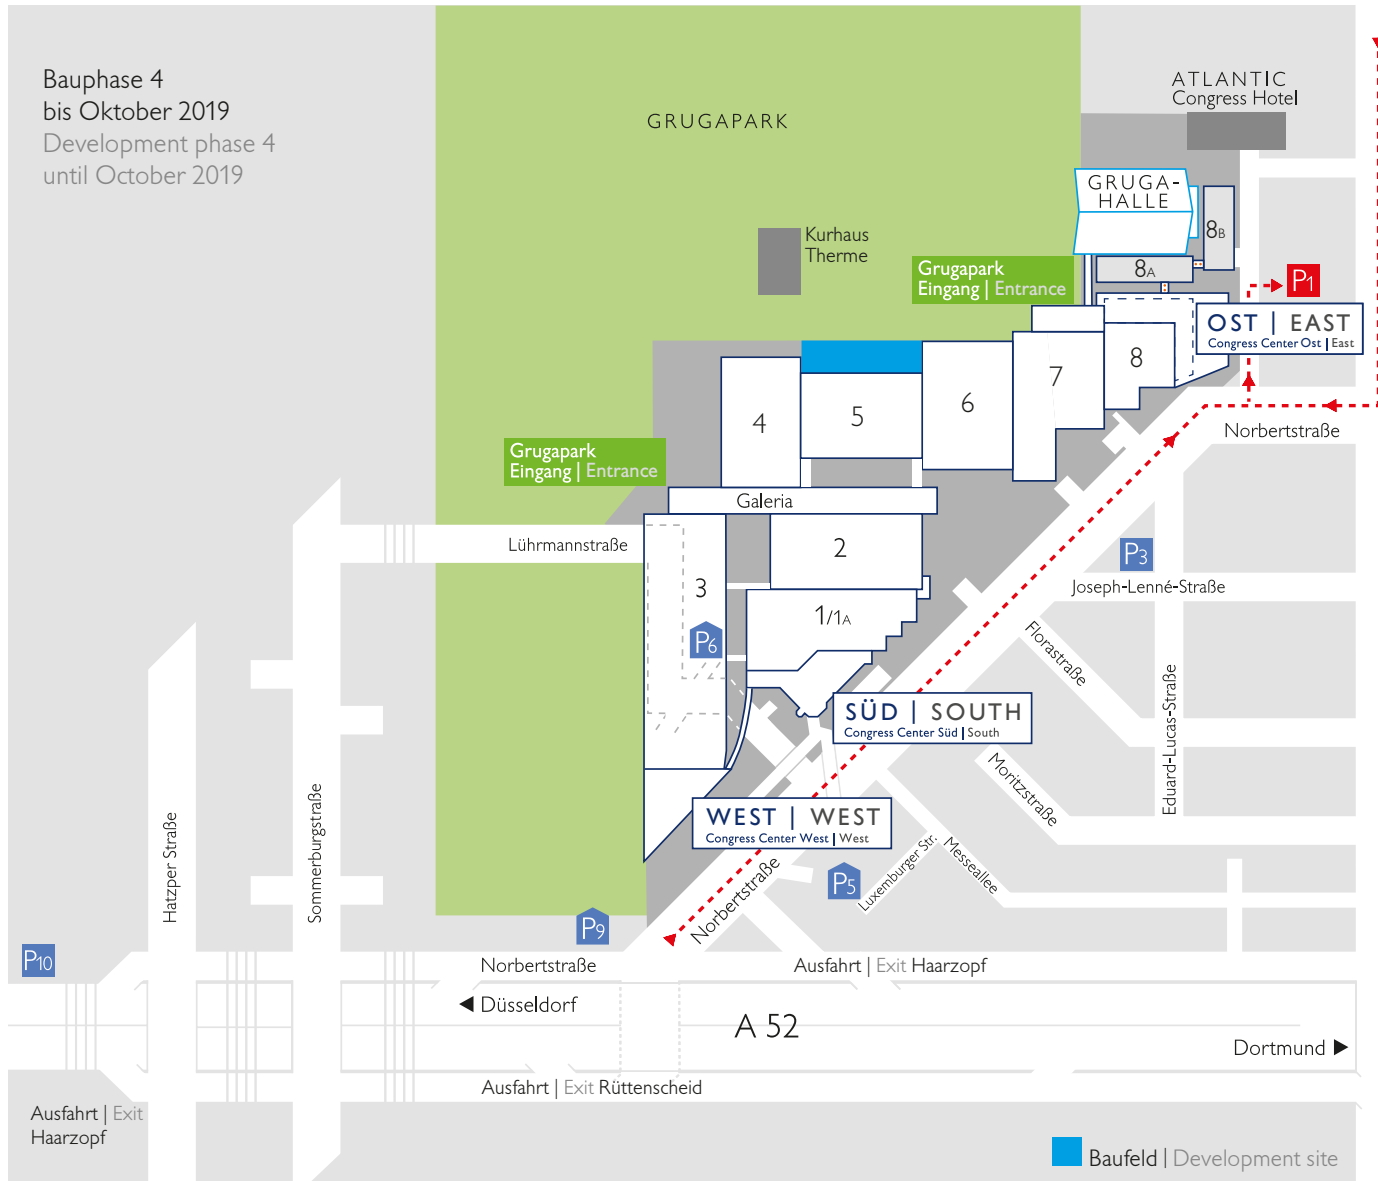 Bauphase 4
bis Oktober 2019
Development phase 4
until October 2019
GRUGAPARK
ATLANTIC
Congress Hotel
GRUGA-
HALLE
8B
8A
Kurhaus
Therme
Grugapark
Eingang | Entrance
P1
OST | EAST
Congress Center Ost | East
8
7
6
5
4
Norbertstraße
Grugapark
Eingang | Entrance
Galeria
Lührmannstraße
2
3
P3
Joseph-Lenné-Straße
1/1A
P6
Florastraße
Eduard-Lucas-Straße
SÜD | SOUTH
Congress Center Süd | South
Moritzstraße
WEST | WEST
Congress Center West | West
Hatzper Straße
Sommerburgstraße
Luxemburger Str.
Messeallee
P5
Norbertstraße
P9
P10
Norbertstraße
Ausfahrt | Exit Haarzopf
Düsseldorf
A 52
Dortmund
Ausfahrt | Exit Rüttenscheid
Ausfahrt | Exit
Haarzopf
Baufeld | Development site